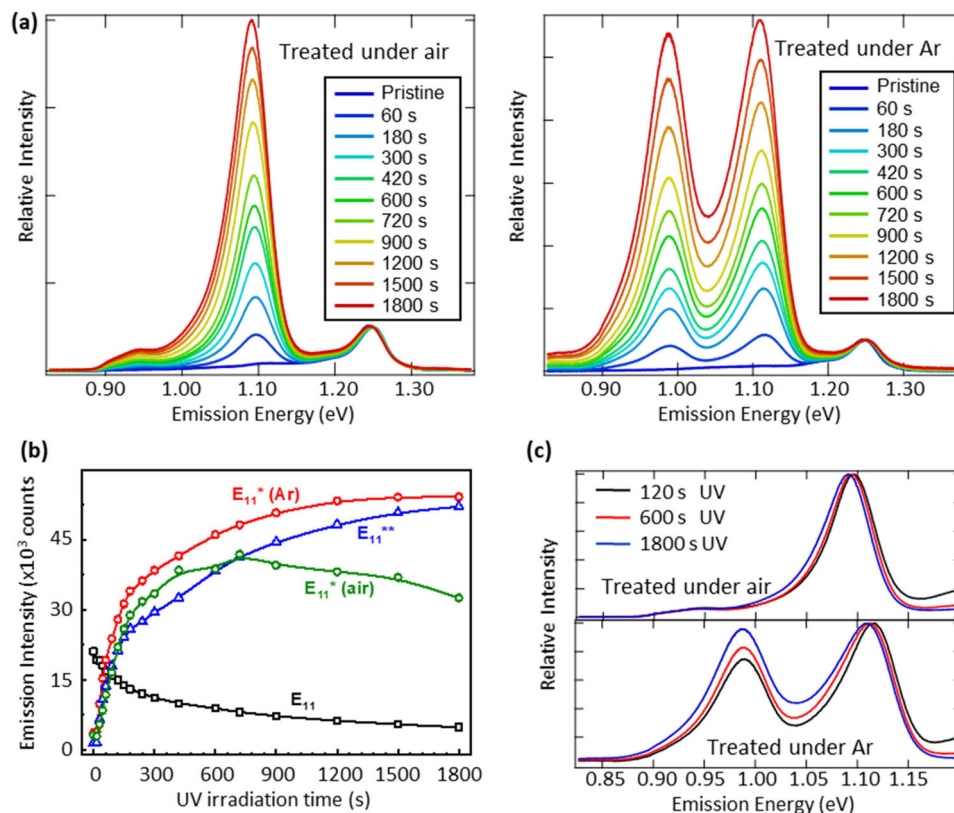 (a)
Treated under air
Pristine
60 s
180 s
300 s
420 s
600 s
720 s
900 s
1200 s
1500 s
1800 s
Relative Intensity
0.90 1.00 1.10 1.20 1.30
Emission Energy (eV)
Treated under Ar
Pristine
60 s
180 s
300 s
420 s
600 s
720 s
900 s
1200 s
1500 s
1800 s
Relative Intensity
0.90 1.00 1.10 1.20 1.30
Emission Energy (eV)
(b)
E11* (Ar)
E11**
E11* (air)
E11
Emission Intensity (x10³ counts
45
30
15
0
0 300 600 900 1200 1500 1800
UV irradiation time (s)
(c)
120 s UV
600 s UV
1800 s UV
Treated under air
Treated under Ar
Relative Intensity
Relative Intensity
0.85 0.90 0.95 1.00 1.05 1.10 1.15
Emission Energy (eV)